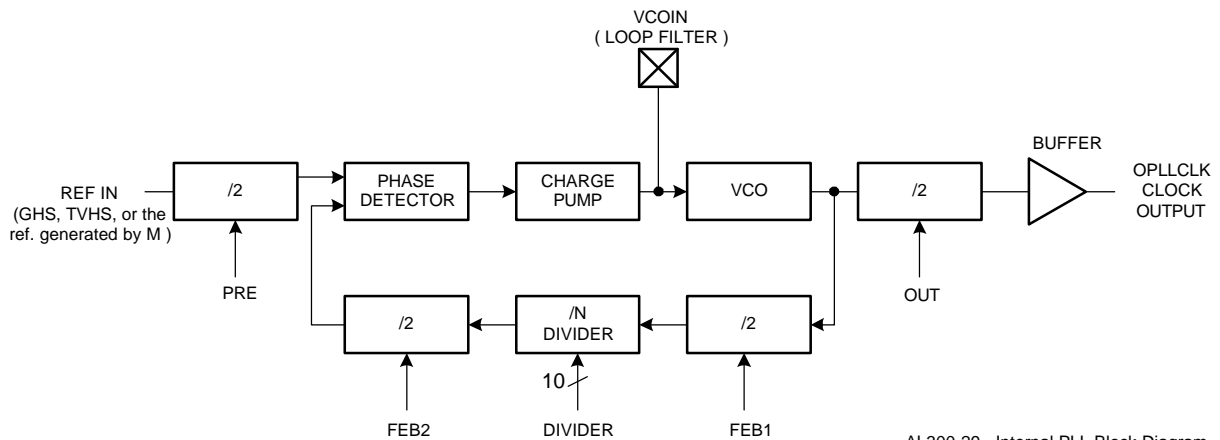 VCOIN
( LOOP FILTER )
BUFFER
REF IN
(GHS, TVHS, or the
ref. generated by M )
/2
PHASE
DETECTOR
CHARGE
PUMP
VCO
/2
OPLLCLK
CLOCK
OUTPUT
PRE
OUT
/2
/N
DIVIDER
/2
10
FEB2
DIVIDER
FEB1